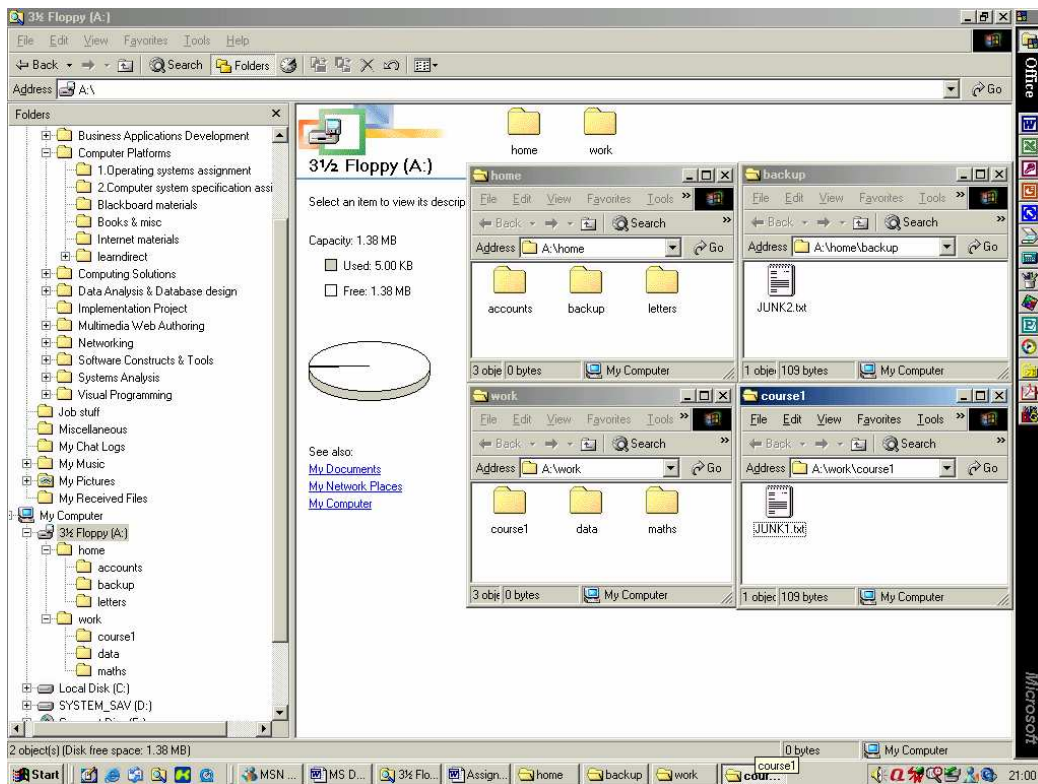 3½ Floppy (A:)
File Edit View Favorites Tools Help
Back Search Folders
Address A:\ Go
Folders
Business Applications Development
Computer Platforms
1.Operating systems assignment
2.Computer system specification assi
Blackboard materials
Books & misc
Internet materials
learndirect
Computing Solutions
Data Analysis & Database design
Implementation Project
Multimedia Web Authoring
Networking
Software Constructs & Tools
Systems Analysis
Visual Programming
Job stuff
Miscellaneous
My Chat Logs
My Music
My Pictures
My Received Files
My Computer
3½ Floppy (A:)
home
accounts
backup
letters
work
course1
data
maths
Local Disk (C:)
SYSTEM_SAV (D:)
3½ Floppy (A:)
Select an item to view its descrip
Capacity: 1.38 MB
Used: 5.00 KB
Free: 1.38 MB
See also:
My Documents
My Network Places
My Computer
home work
home
File Edit View Favorites Tools »
Back Search »
Address A:\home Go
accounts backup letters
3 obje 0 bytes My Computer
backup
File Edit View Favorites Tools »
Back Search »
Address A:\home\backup Go
JUNK2.txt
1 objec 109 bytes My Computer
work
File Edit View Favorites Tools »
Back Search »
Address A:\work Go
course1 data maths
3 obje 0 bytes My Computer
course1
File Edit View Favorites Tools »
Back Search »
Address A:\work\course1 Go
JUNK1.txt
1 objec 109 bytes My Computer
Office
Microsoft
2 object(s) (Disk free space: 1.38 MB) 0 bytes My Computer
course1
Start MSN ... MS D... 3½ Flo... Assign... home backup work cour... 21:00